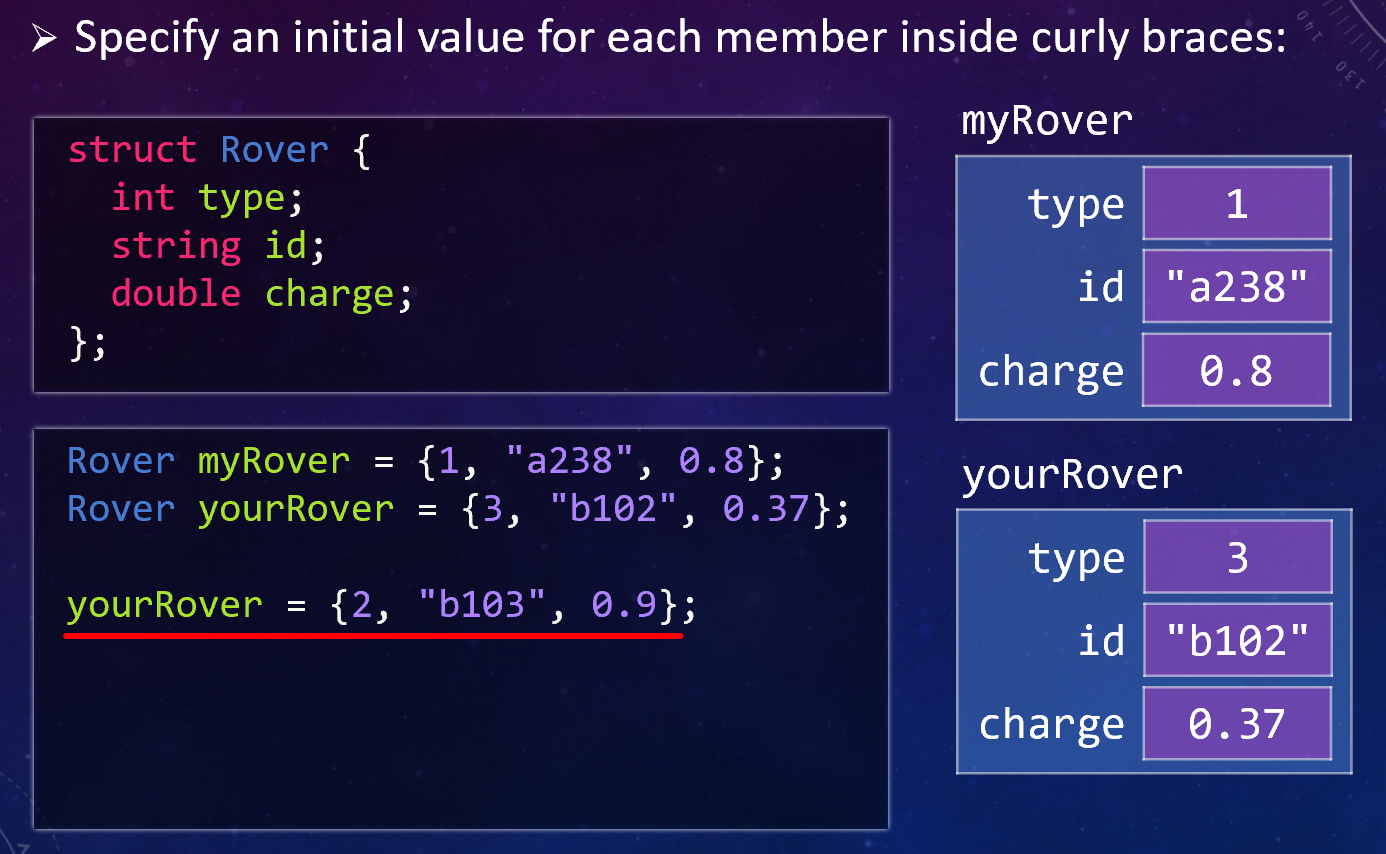 ➢ Specify an initial value for each member inside curly braces:
struct Rover {
  int type;
  string id;
  double charge;
};
Rover myRover = {1, "a238", 0.8};
Rover yourRover = {3, "b102", 0.37};
yourRover = {2, "b103", 0.9};
myRover
type 1
id "a238"
charge 0.8
yourRover
type 3
id "b102"
charge 0.37
140
130